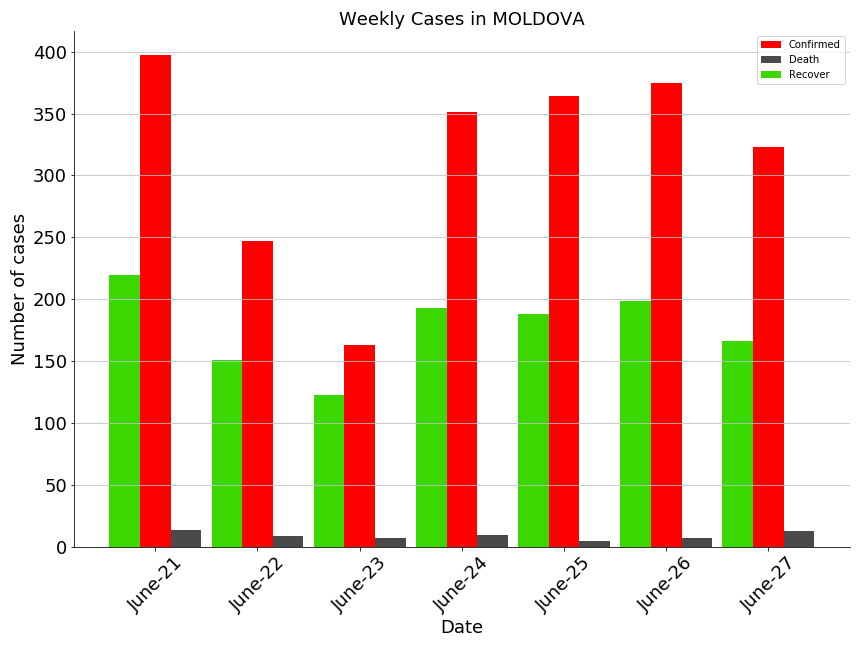 Weekly Cases in MOLDOVA
Confirmed
Death
Recover
Number of cases
400
350
300
250
200
150
100
50
0
June-21
June-22
June-23
June-24
June-25
June-26
June-27
Date